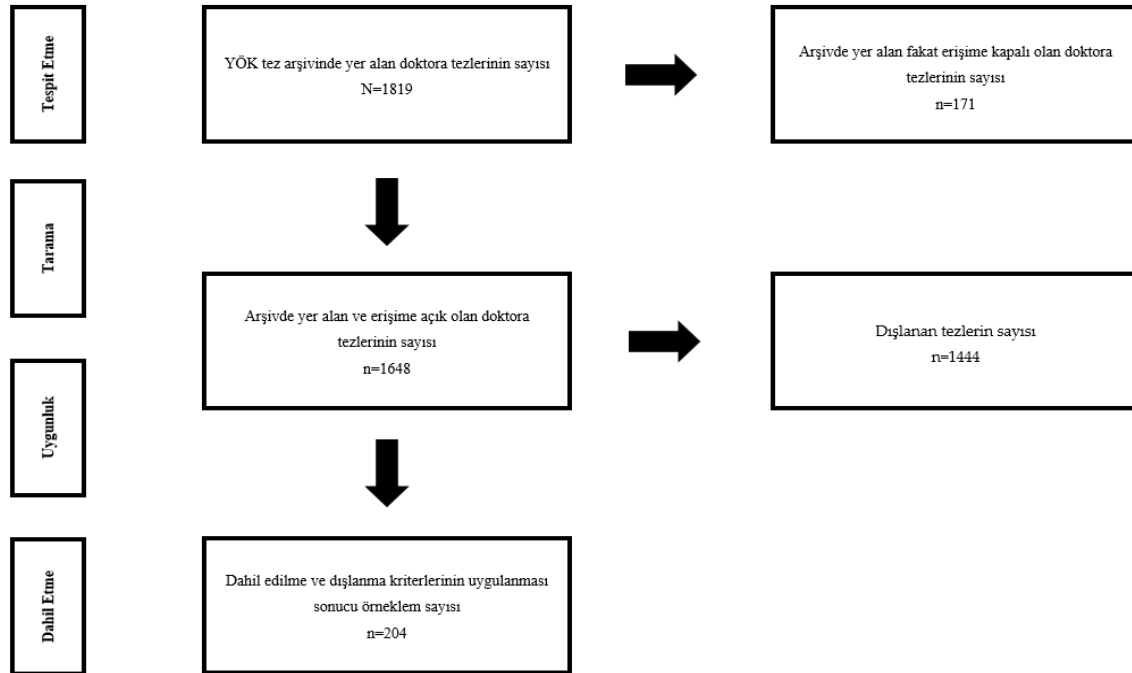 Tespit Etme
YÖK tez arşivinde yer alan doktora tezlerinin sayısı
N=1819
Arşivde yer alan fakat erişime kapalı olan doktora
tezlerinin sayısı
n=171
Tarama
Arşivde yer alan ve erişime açık olan doktora
tezlerinin sayısı
n=1648
Dışlanan tezlerin sayısı
n=1444
Uygunluk
Dahil Etme
Dahil edilme ve dışlanma kriterlerinin uygulanması
sonucu örneklem sayısı
n=204